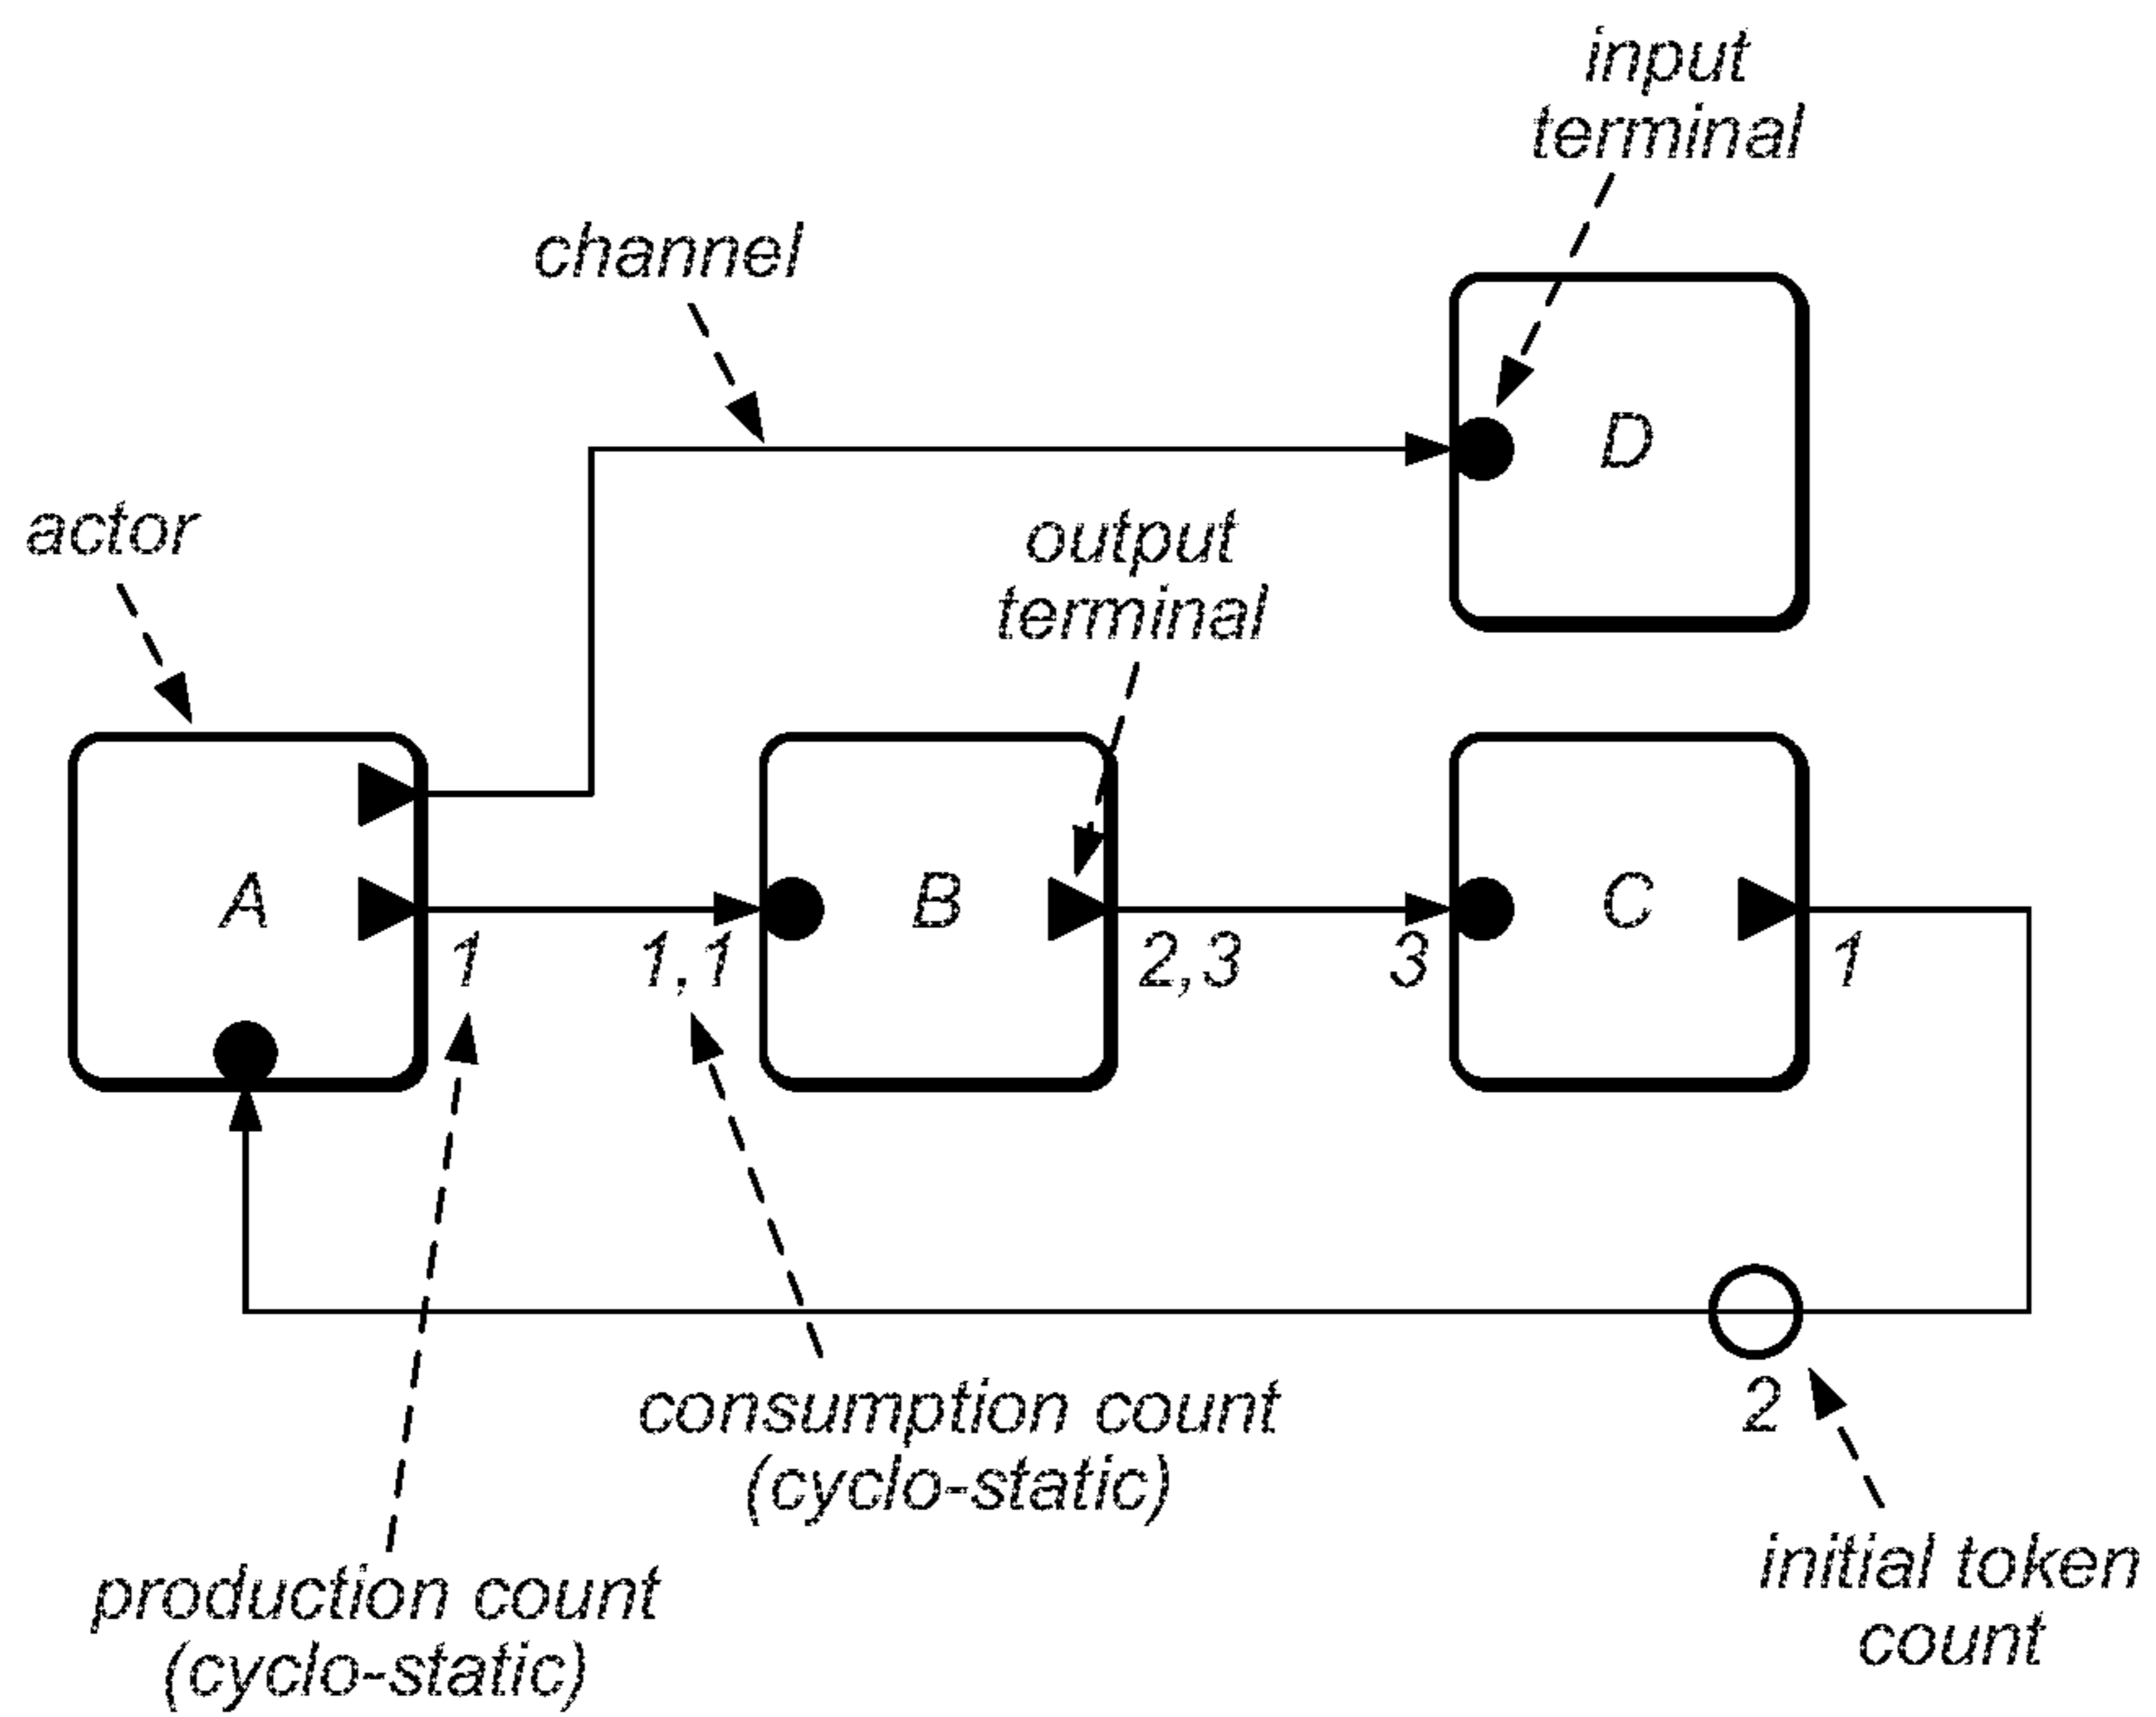 input
terminal
channel
D
actor
output
terminal
A
B
C
1
1,1
2,3
3
1
consumption count
(cyclo-static)
2
production count
(cyclo-static)
initial token
count